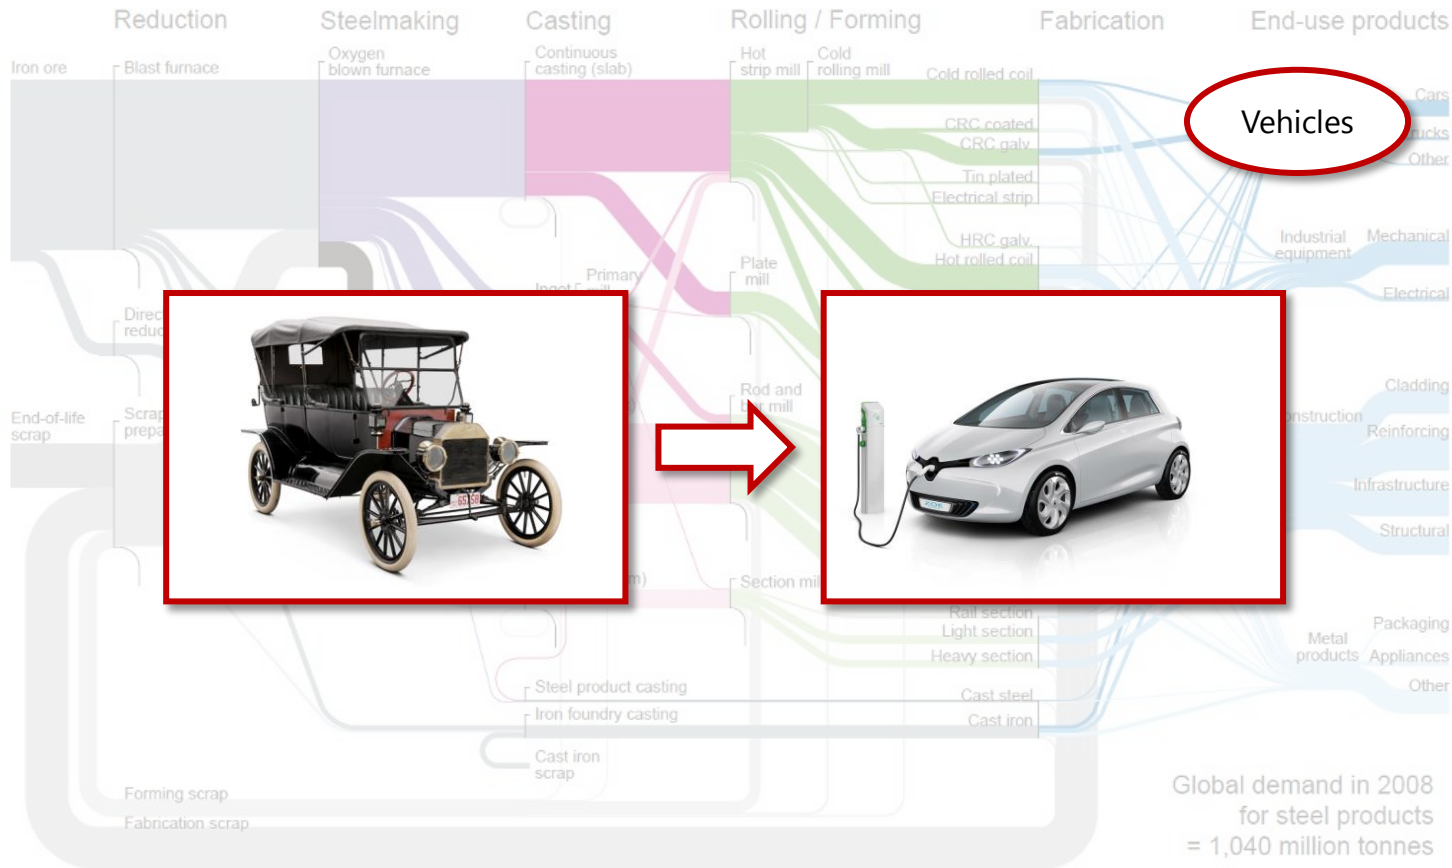 Reduction
Steelmaking
Casting
Rolling / Forming
Fabrication
End-use products
Iron ore
Blast furnace
Oxygen
blown furnace
Continuous
casting (slab)
Hot
strip mill
Cold
rolling mill
Cold rolled coil
Cars
Vehicles
Trucks
CRC coated
CRC galv.
Other
Tin plated
Electrical strip
HRC galv.
Hot rolled coil
Industrial
equipment
Mechanical
Electrical
Primary
Plate
mill
Rod and
bar mill
Cladding
Reinforcing
End-of-life
scrap
Infrastructure
Structural
ZOE
Section
Rail section
Light section
Heavy section
Metal
products
Packaging
Appliances
Other
Steel product casting
Cast steel
Iron foundry casting
Cast iron
Cast iron
scrap
Forming scrap
Fabrication scrap
Global demand in 2008
for steel products
= 1,040 million tonnes